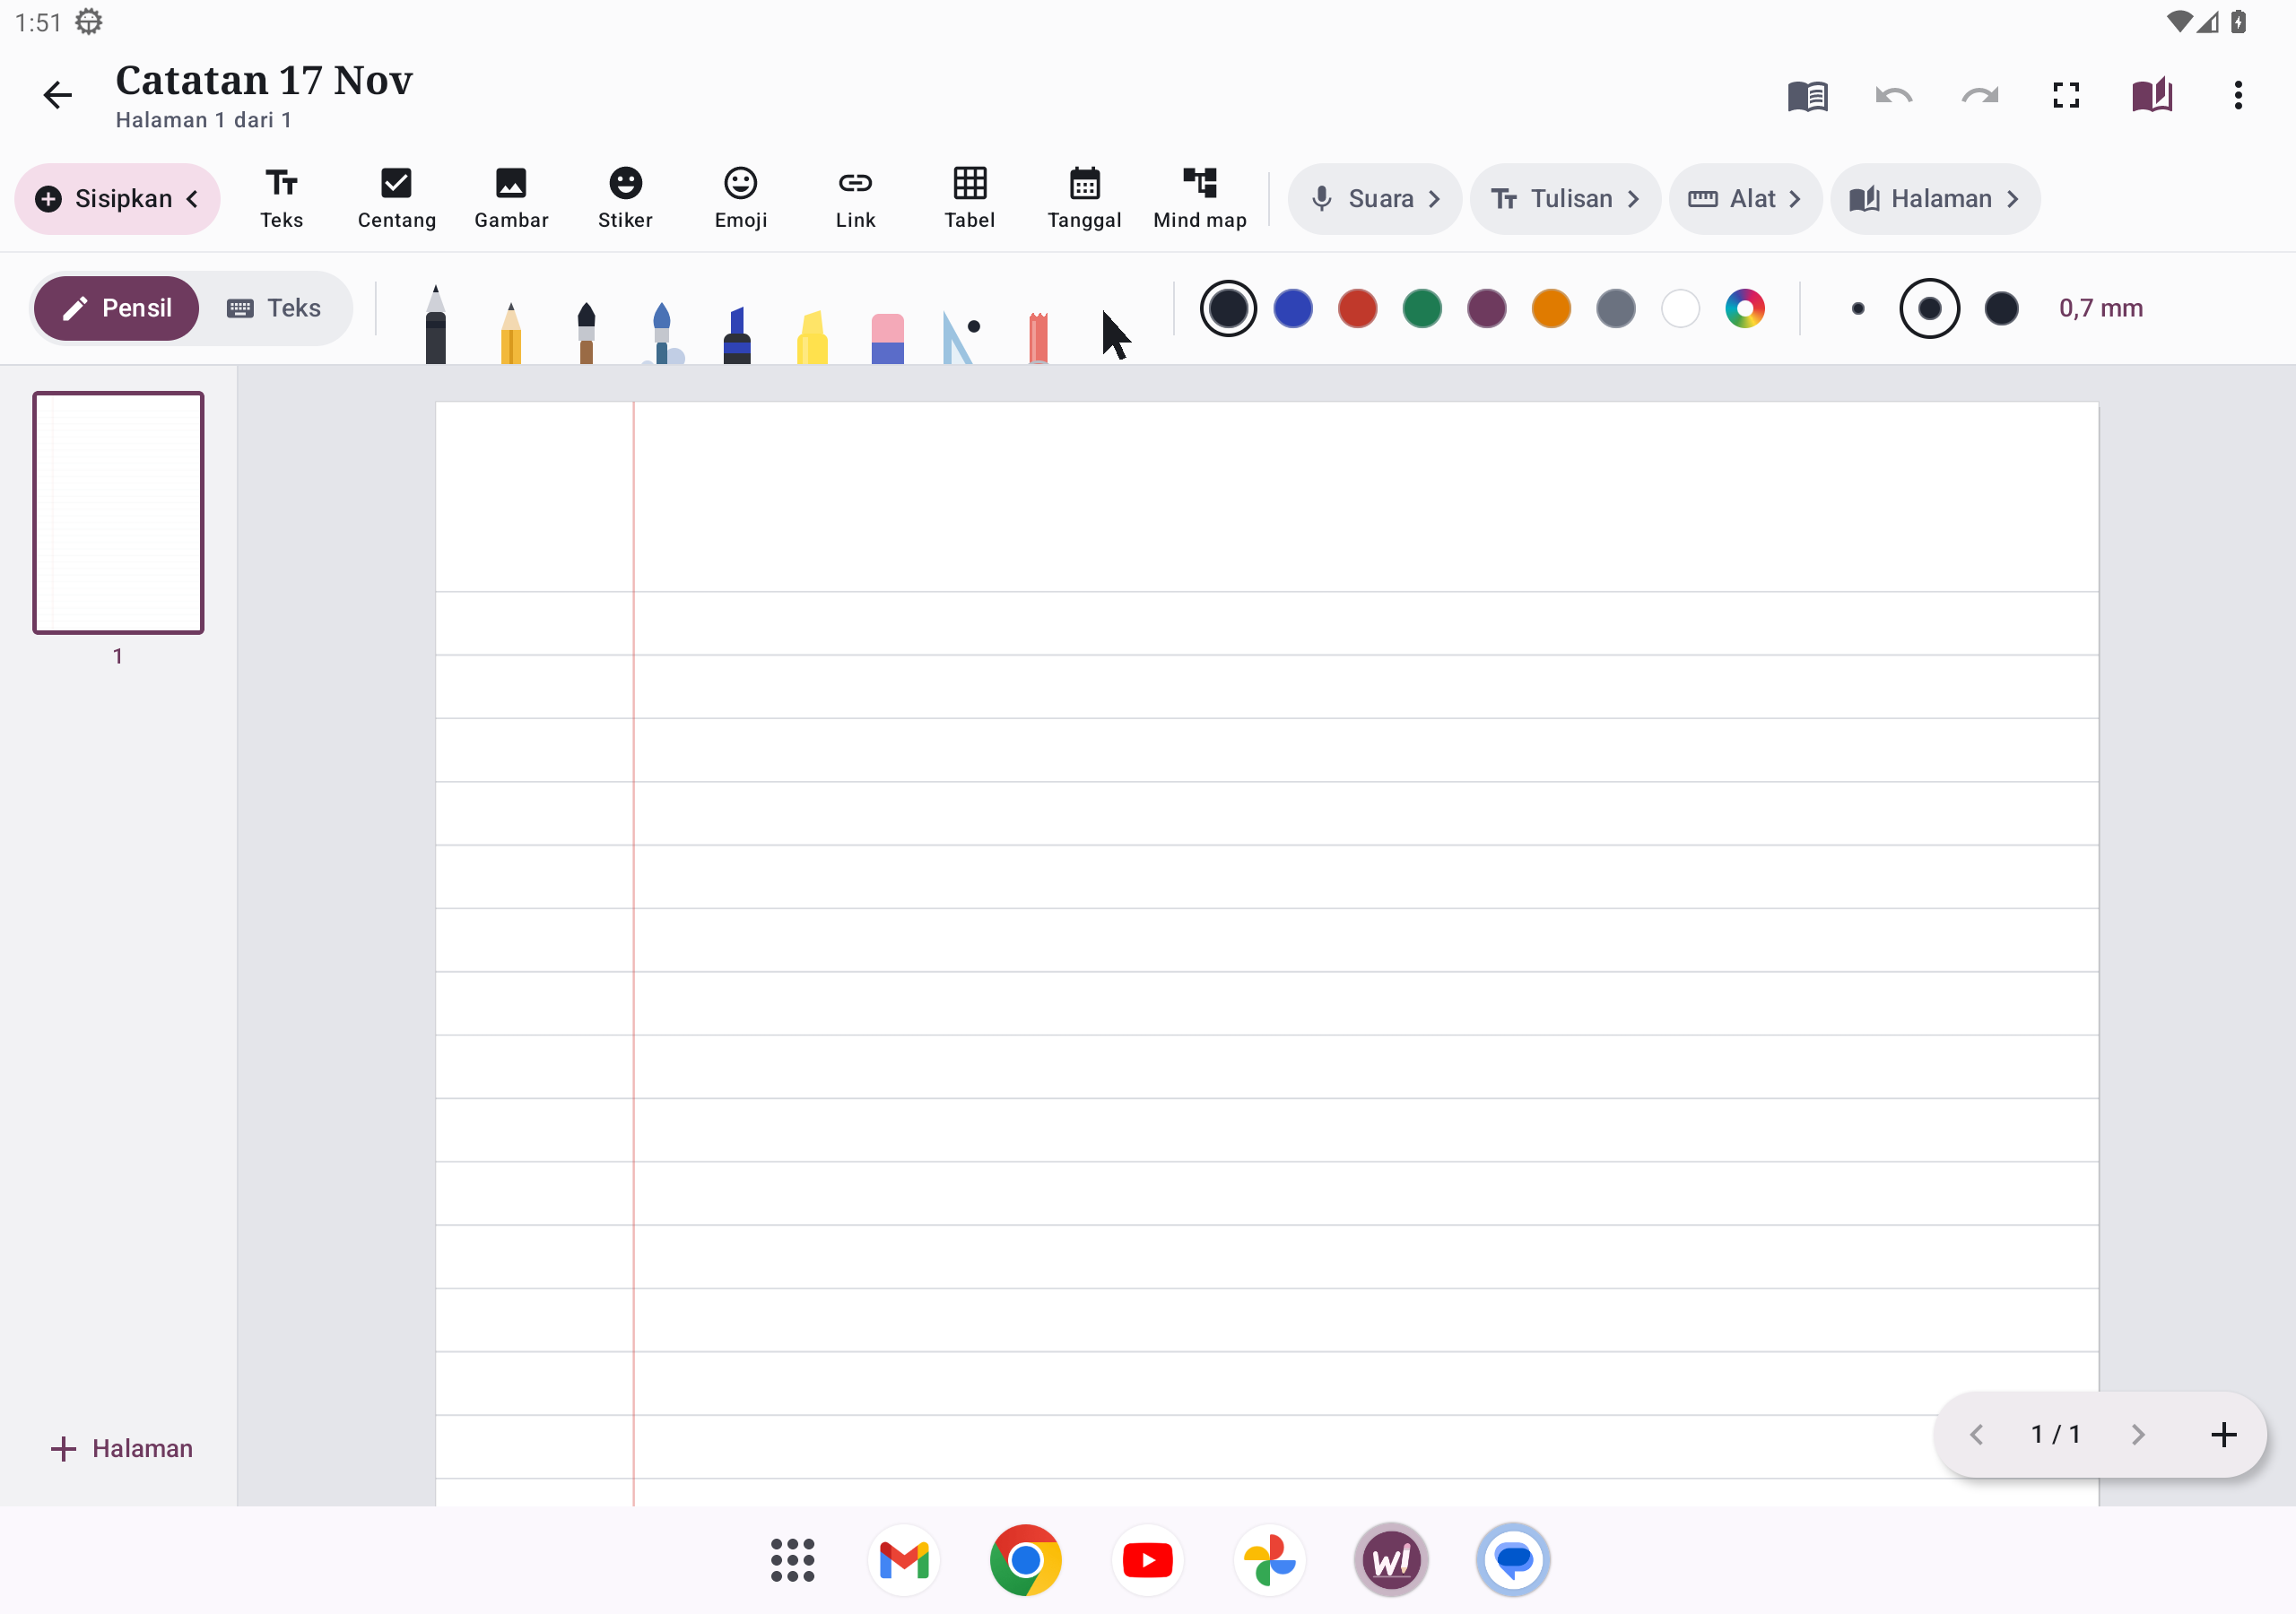 1:51
Catatan 17 Nov
Halaman 1 dari 1
Sisipkan
Teks
Centang
Gambar
Stiker
Emoji
Link
Tabel
Tanggal
Mind map
Suara
Tulisan
Alat
Halaman
Pensil
Teks
0,7 mm
1
Halaman
1 / 1